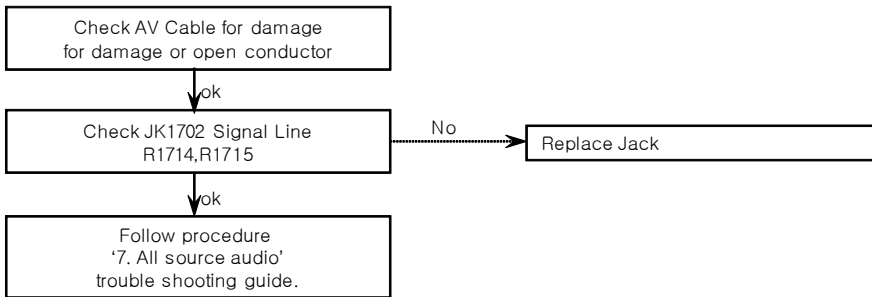 Check AV Cable for damage
for damage or open conductor
ok
Check JK1702 Signal Line
R1714,R1715
No
Replace Jack
ok
Follow procedure
‘7. All source audio’
trouble shooting guide.